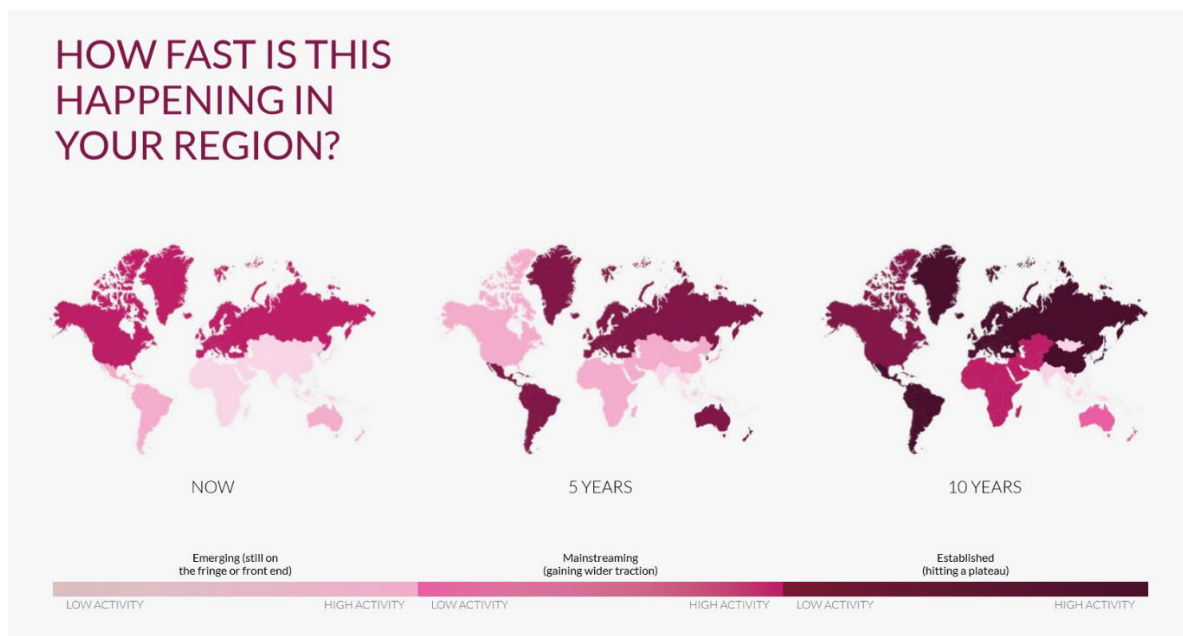 HOW FAST IS THIS
HAPPENING IN
YOUR REGION?
NOW
5 YEARS
10 YEARS
Emerging (still on
the fringe or front end)
Mainstreaming
(gaining wider traction)
Established
(hitting a plateau)
LOW ACTIVITY
HIGH ACTIVITY
LOW ACTIVITY
HIGH ACTIVITY
LOW ACTIVITY
HIGH ACTIVITY